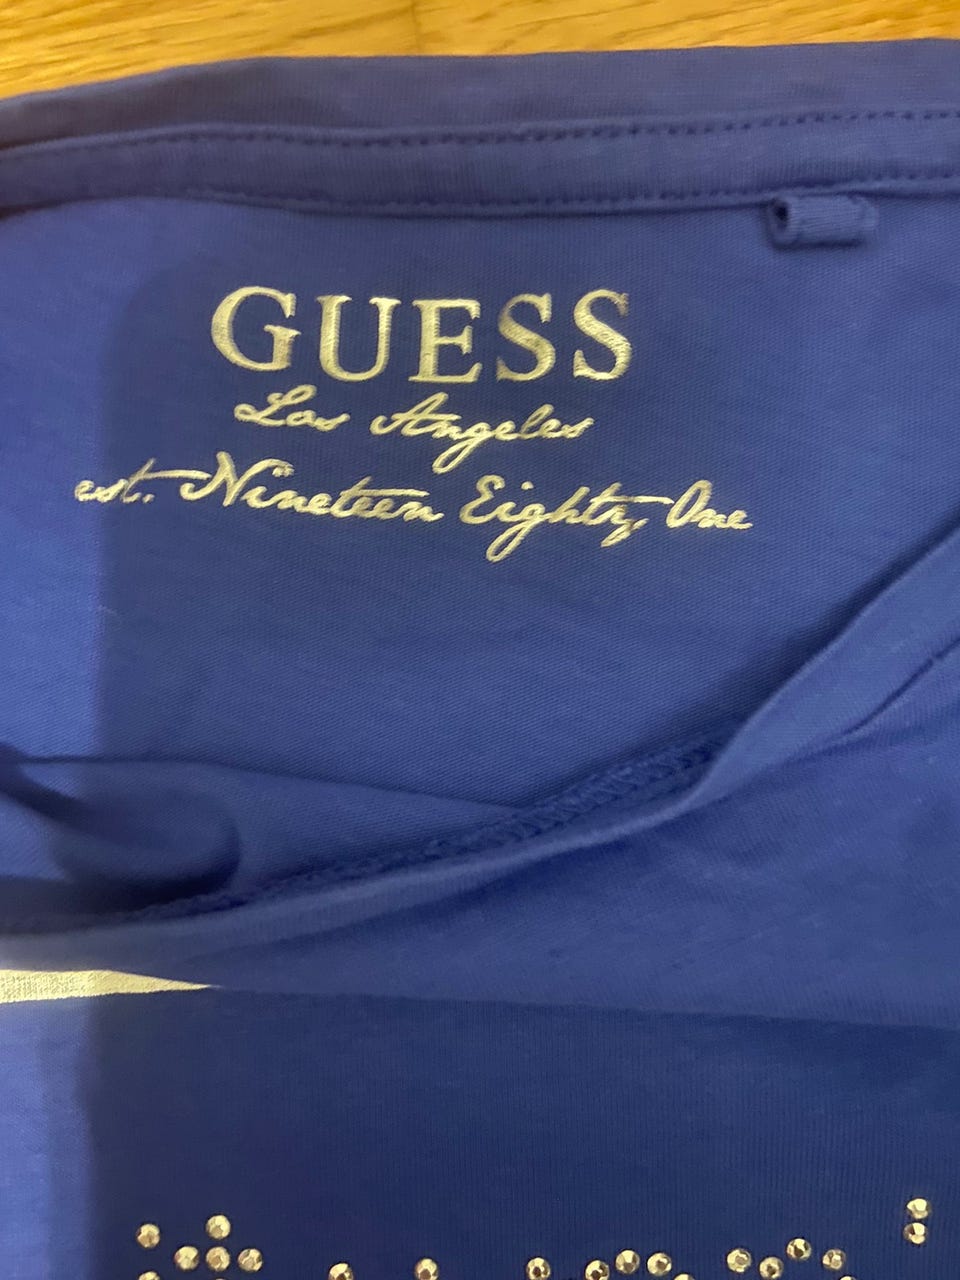 GUESS
Los Angeles
est. Nineteen Eighty One